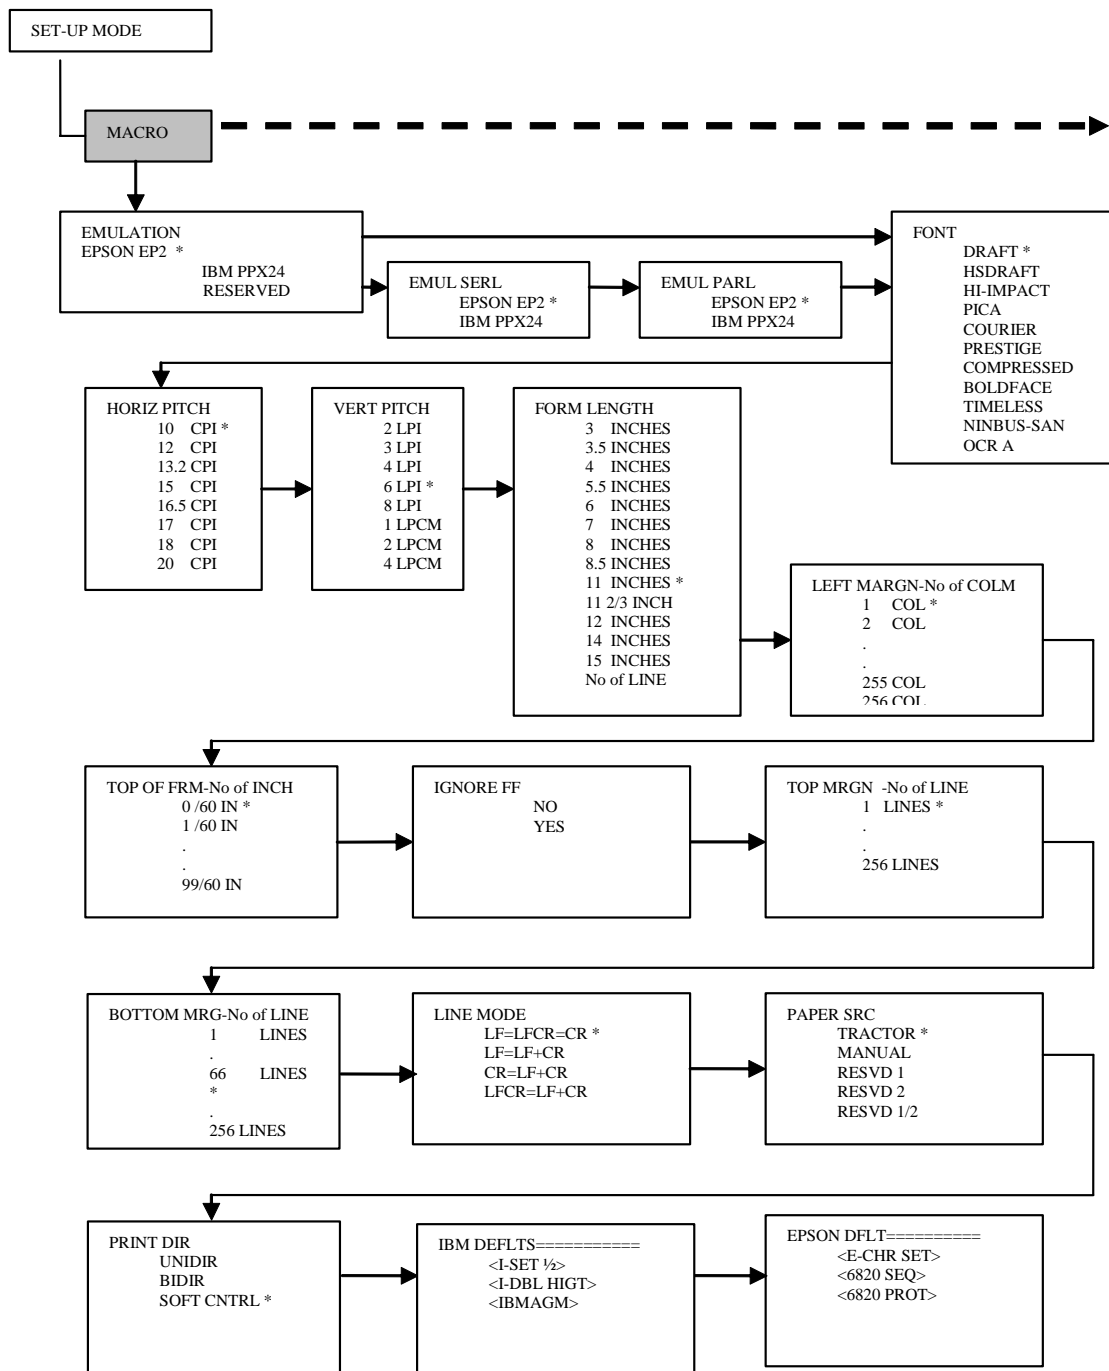 SET-UP MODE
MACRO
EMULATION
EPSON EP2 *
IBM PPX24
RESERVED
EMUL SERL
EPSON EP2 *
IBM PPX24
EMUL PARL
EPSON EP2 *
IBM PPX24
FONT
DRAFT *
HSDRAFT
HI-IMPACT
PICA
COURIER
PRESTIGE
COMPRESSED
BOLDFACE
TIMELESS
NINBUS-SAN
OCR A
HORIZ PITCH
10 CPI *
12 CPI
13.2 CPI
15 CPI
16.5 CPI
17 CPI
18 CPI
20 CPI
VERT PITCH
2 LPI
3 LPI
4 LPI
6 LPI *
8 LPI
1 LPCM
2 LPCM
4 LPCM
FORM LENGTH
3 INCHES
3.5 INCHES
4 INCHES
5.5 INCHES
6 INCHES
7 INCHES
8 INCHES
8.5 INCHES
11 INCHES *
11 2/3 INCH
12 INCHES
14 INCHES
15 INCHES
No of LINE
LEFT MARGN-No of COLM
1 COL *
2 COL
.
.
255 COL
256 COL
TOP OF FRM-No of INCH
0 /60 IN *
1 /60 IN
.
.
99/60 IN
IGNORE FF
NO
YES
TOP MRGN -No of LINE
1 LINES *
.
.
256 LINES
BOTTOM MRG-No of LINE
1 LINES
.
66 LINES
*
.
256 LINES
LINE MODE
LF=LFCR=CR *
LF=LF+CR
CR=LF+CR
LFCR=LF+CR
PAPER SRC
TRACTOR *
MANUAL
RESVD 1
RESVD 2
RESVD 1/2
PRINT DIR
UNIDIR
BIDIR
SOFT CNTRL *
IBM DEFLTS===========
<I-SET ½>
<I-DBL HIGT>
<IBMAGM>
EPSON DFLT==========
<E-CHR SET>
<6820 SEQ>
<6820 PROT>